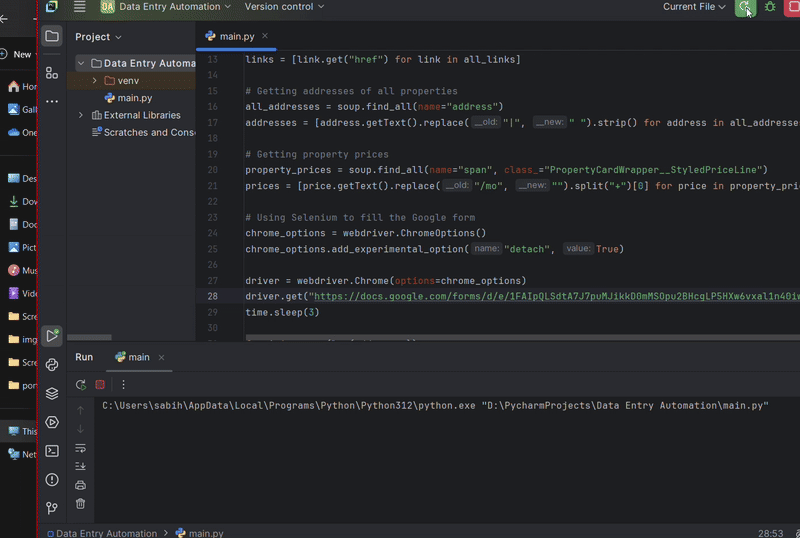 DA Data Entry Automation Version control Current File
New
Project
main.py
Data Entry Automa
venv
main.py
External Libraries
Scratches and Conso
Gall
One
Pict
Mus
13 links = [link.get("href") for link in all_links]
14
15 # Getting addresses of all properties
16 all_addresses = soup.find_all(name="address")
17 addresses = [address.getText().replace( __old: "|", __new: " ").strip() for address in all_addresses
18
19 # Getting property prices
20 property_prices = soup.find_all(name="span", class_="PropertyCardWrapper__StyledPriceLine")
21 prices = [price.getText().replace( __old: "/mo", __new: "").split("+")[0] for price in property_pri
22
23 # Using Selenium to fill the Google form
24 chrome_options = webdriver.ChromeOptions()
25 chrome_options.add_experimental_option( name: "detach", value: True)
26
27 driver = webdriver.Chrome(options=chrome_options)
28 driver.get("https://docs.google.com/forms/d/e/1FAIpQLSdtA7J7puMJikkD0mMSOpu2BHcgLP5HXw6vxal1n4Oiw
29 time.sleep(3)
30
Des
Dow
Doc
Pict
Mus
Vide
Scre
img
Scre
por
This
Net
Run main
C:\Users\sabih\AppData\Local\Programs\Python\Python312\python.exe "D:\PycharmProjects\Data Entry Automation\main.py"
Data Entry Automation > main.py 28:53